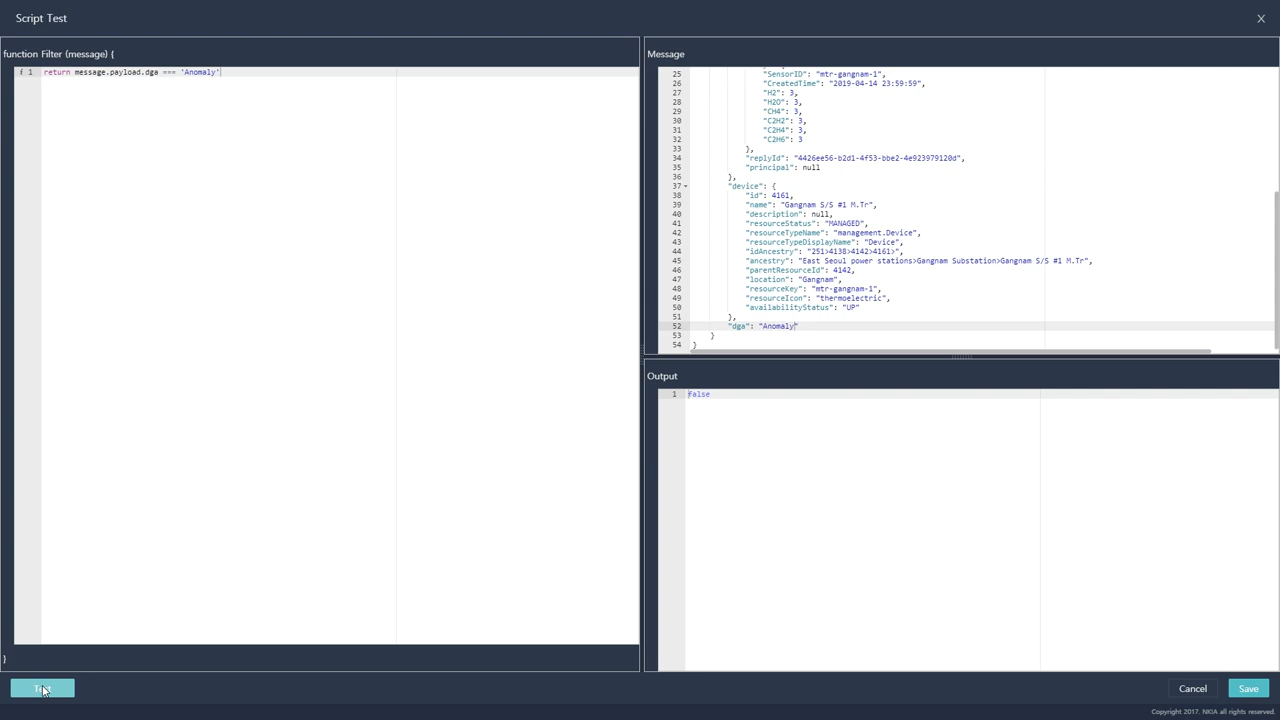 Script Test
X
function Filter (message) {
f 1 return message.payload.dga === 'Anomaly'
}
Message
25 "SensorID": "mtr-gangnam-1",
26 "CreatedTime": "2019-04-14 23:59:59",
27 "H2": 3,
28 "H2O": 3,
29 "CH4": 3,
30 "C2H2": 3,
31 "C2H4": 3,
32 "C2H6": 3
33 },
34 "replyId": "4426ee56-b2d1-4f53-bbe2-4e923979120d",
35 "principal": null
36 },
37 "device": {
38 "id": 4161,
39 "name": "Gangnam S/S #1 M.Tr",
40 "description": null,
41 "resourceStatus": "MANAGED",
42 "resourceTypeName": "management.Device",
43 "resourceTypeDisplayName": "Device",
44 "idAncestry": "251>4138>4142>4161>",
45 "ancestry": "East Seoul power stations>Gangnam Substation>Gangnam S/S #1 M.Tr",
46 "parentResourceId": 4142,
47 "location": "Gangnam",
48 "resourceKey": "mtr-gangnam-1",
49 "resourceIcon": "thermoelectric",
50 "availabilityStatus": "UP"
51 },
52 "dga": "Anomaly"
53 }
54 }
Output
1 false
Test
Cancel
Save
Copyright 2017. NKIA all rights reserved.